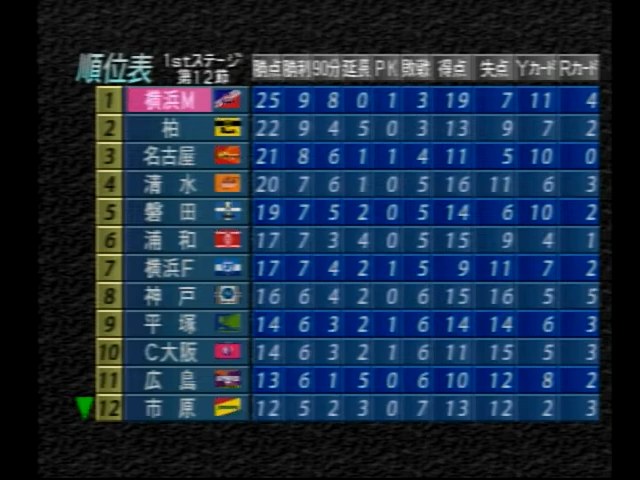 順位表 1stステージ 第12節 勝点 勝利 90分 延長 PK 敗戦 得点 失点 Yカード Rカード
1 横浜M 25 9 8 0 1 3 19 7 11 4
2 柏 22 9 4 5 0 3 13 9 7 2
3 名古屋 21 8 6 1 1 4 11 5 10 0
4 清水 20 7 6 1 0 5 16 11 6 3
5 磐田 19 7 5 2 0 5 14 6 10 2
6 浦和 17 7 3 4 0 5 15 9 4 1
7 横浜F 17 7 4 2 1 5 9 11 7 2
8 神戸 16 6 4 2 0 6 15 16 5 5
9 平塚 14 6 3 2 1 6 14 14 6 3
10 C大阪 14 6 3 2 1 6 11 15 5 3
11 広島 13 6 1 5 0 6 10 12 8 2
12 市原 12 5 2 3 0 7 13 12 2 3